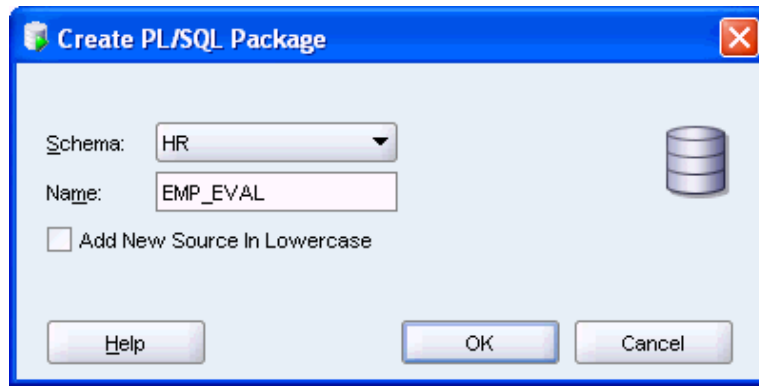 Create PL/SQL Package
Schema: HR
Name: EMP_EVAL
Add New Source In Lowercase
Help OK Cancel